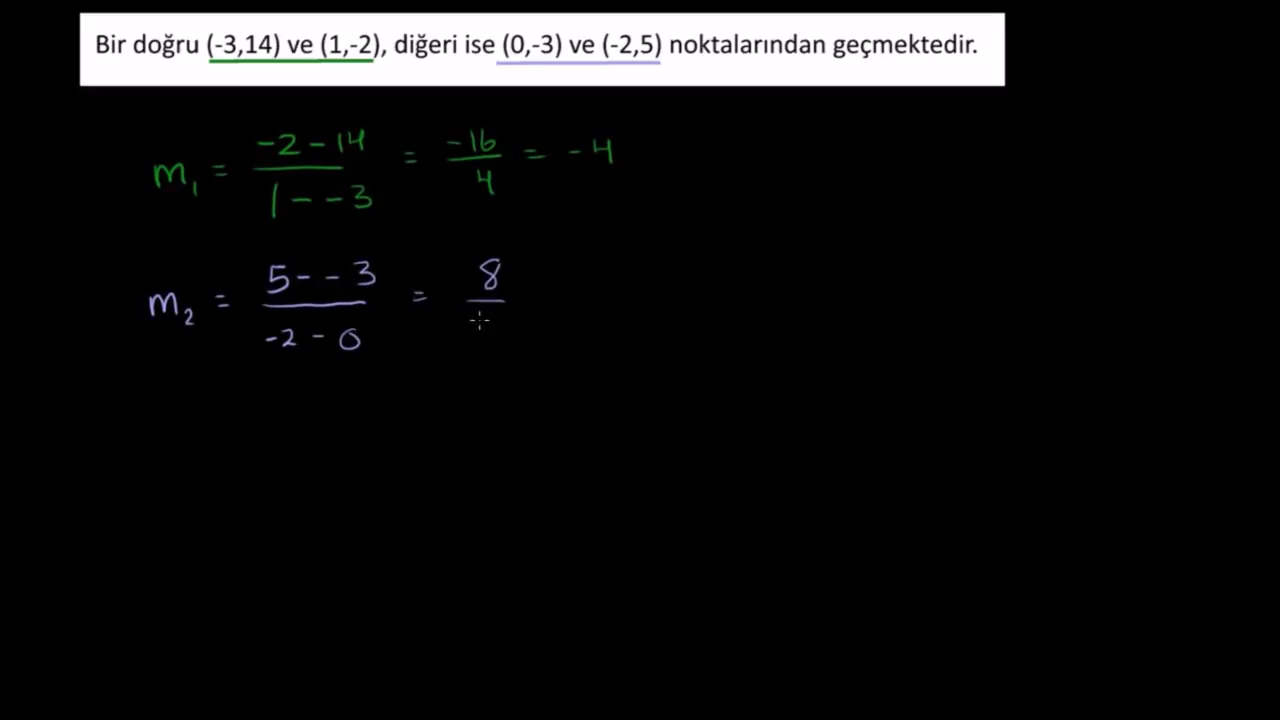 Bir doğru (-3,14) ve (1,-2), diğeri ise (0,-3) ve (-2,5) noktalarından geçmektedir.
m₁ = (-2-14)/(1--3) = -16/4 = -4
m₂ = (5--3)/(-2-0) = 8/